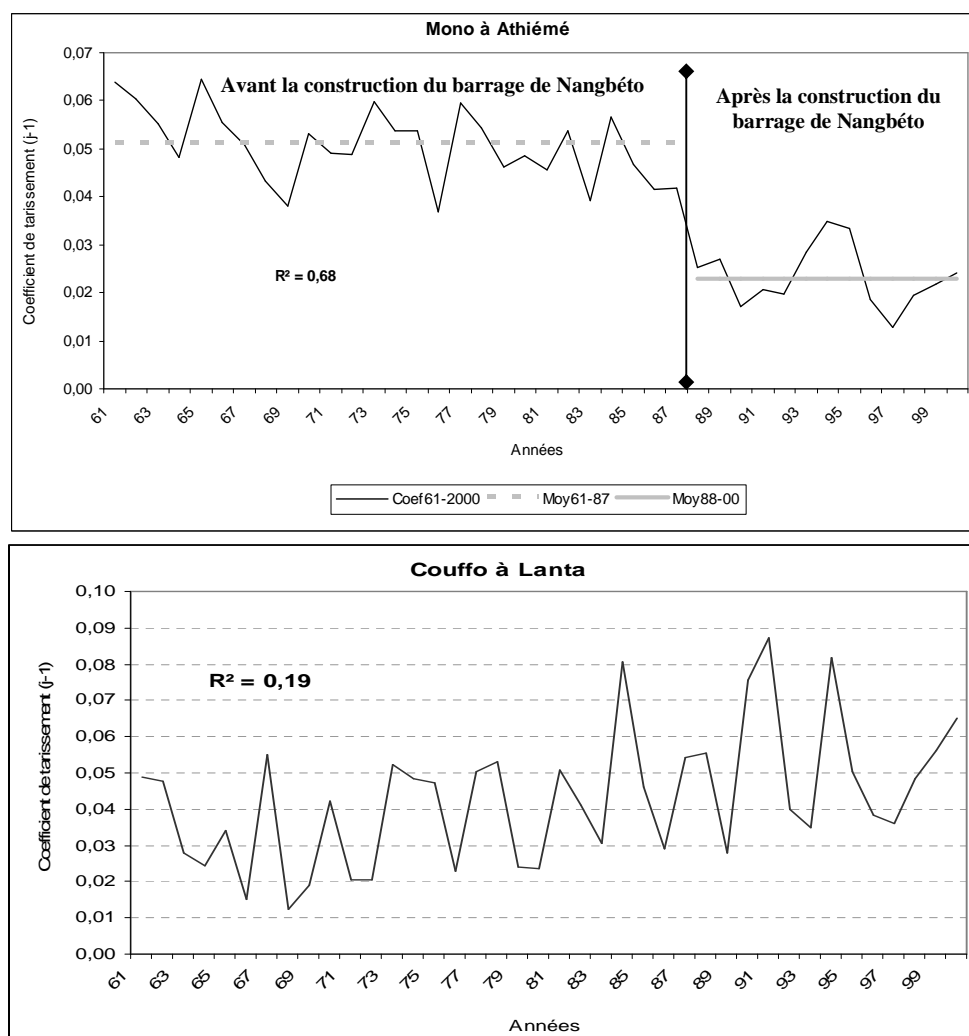 Mono à Athiémé
0,07
0,06
0,05
0,04
0,03
0,02
0,01
0,00
Coefficient de tarissement (j-1)
Avant la construction du barrage de Nangbéto
Après la construction du
barrage de Nangbéto
R² = 0,68
61 63 65 67 69 71 73 75 77 79 81 83 85 87 89 91 93 95 97 99
Années
Coef61-2000 Moy61-87 Moy88-00
Couffo à Lanta
0,10
0,09
0,08
0,07
0,06
0,05
0,04
0,03
0,02
0,01
0,00
Coefficient de tarissement (j-1)
R² = 0,19
61 63 65 67 69 71 73 75 77 79 81 83 85 87 89 91 93 95 97 99
Années